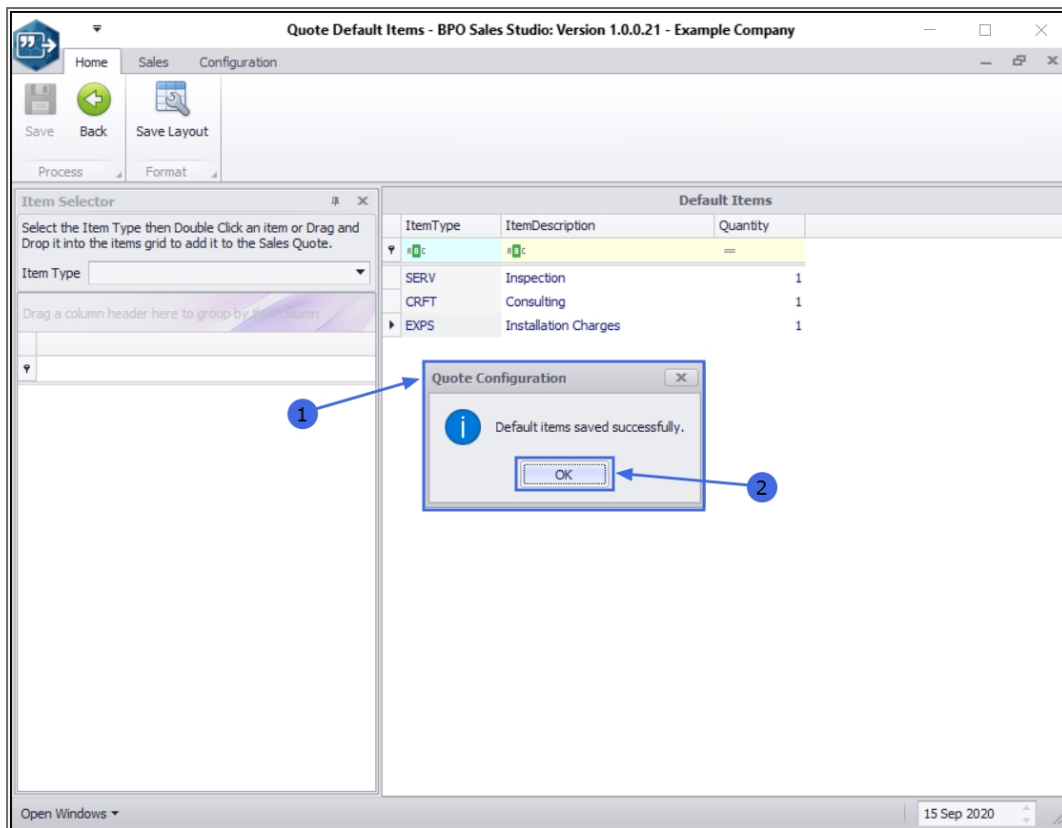 Quote Default Items - BPO Sales Studio: Version 1.0.0.21 - Example Company
Home Sales Configuration
Save Back Save Layout
Process Format
Item Selector
Select the Item Type then Double Click an item or Drag and
Drop it into the items grid to add it to the Sales Quote.
Item Type
Drag a column header here to group by this column
Default Items
ItemType ItemDescription Quantity
ABC ABC =
SERV Inspection 1
CRFT Consulting 1
EXPS Installation Charges 1
Quote Configuration
1
Default items saved successfully.
OK
2
Open Windows
15 Sep 2020